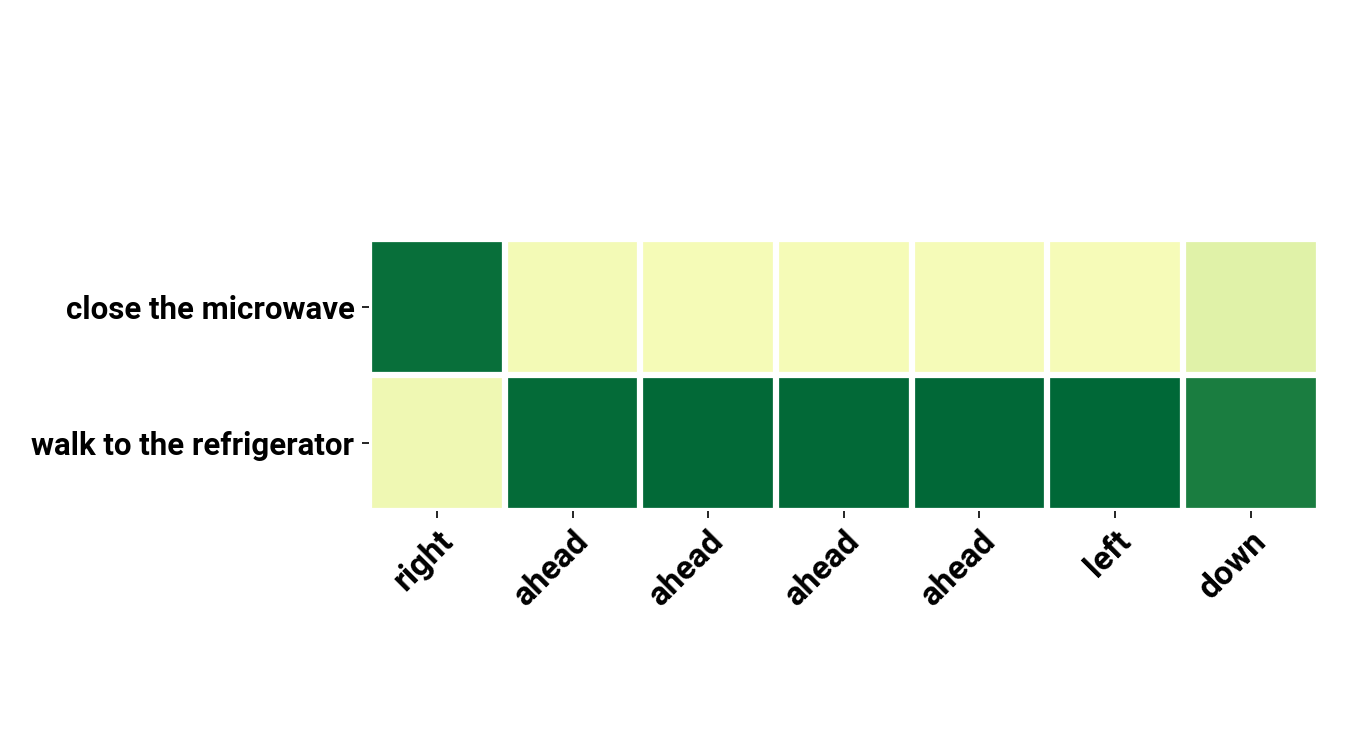 close the microwave
walk to the refrigerator
right
ahead
ahead
ahead
ahead
left
down